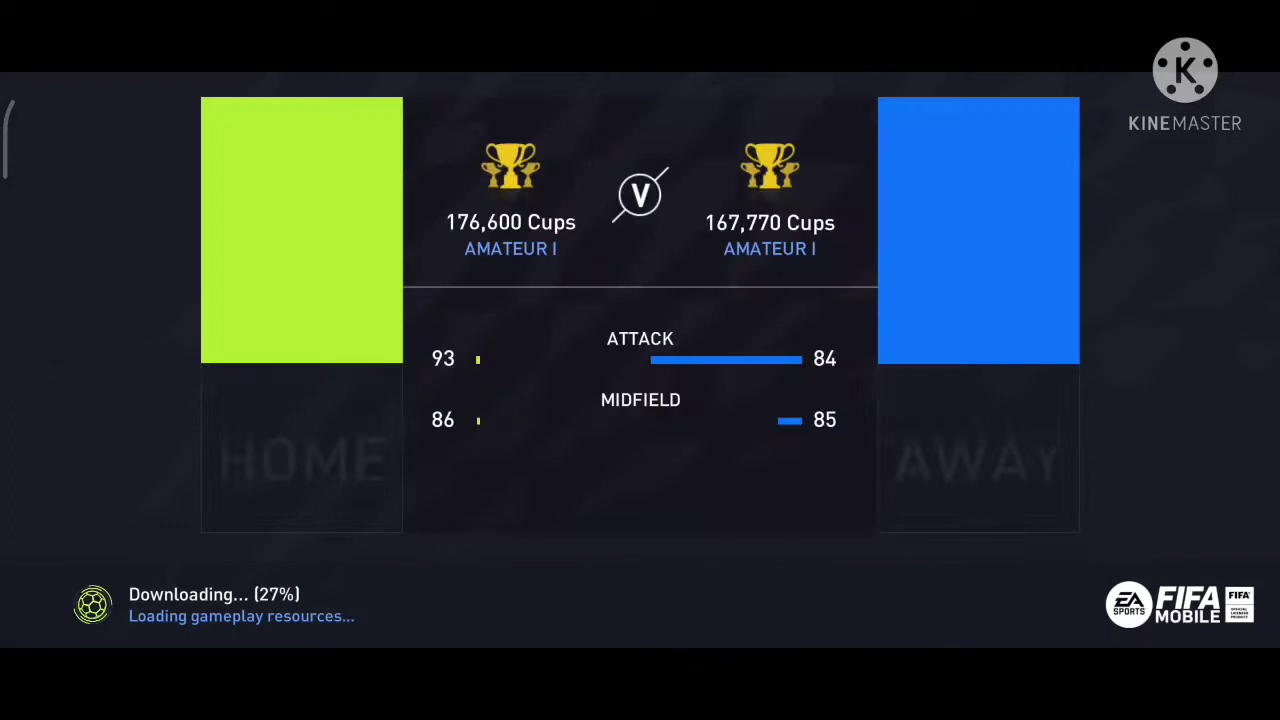 K
KINEMASTER
176,600 Cups
AMATEUR I
V
167,770 Cups
AMATEUR I
ATTACK
93
84
MIDFIELD
86
85
HOME
AWAY
Downloading... (27%)
Loading gameplay resources...
EA
SPORTS
FIFA
MOBILE
FIFA